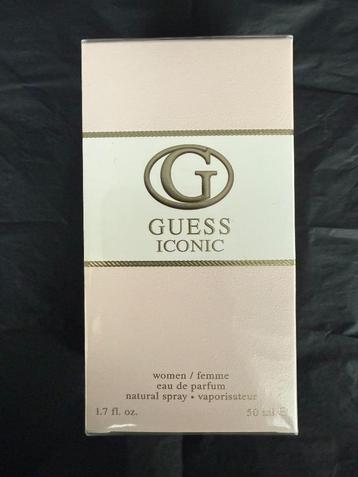 G
GUESS
ICONIC
women / femme
eau de parfum
natural spray • vaporisateur
1.7 fl. oz. 50 ml e